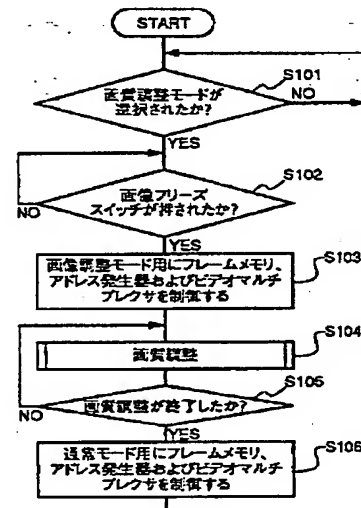 START
S101
画質調整モードが
選択されたか?
NO
YES
S102
画像フリーズ
スイッチが押されたか?
NO
YES
S103
画像調整モード用にフレームメモリ、
アドレス発生器およびビデオマルチ
プレクサを制御する
S104
画質調整
S105
画質調整が終了したか?
NO
YES
S106
通常モード用にフレームメモリ、
アドレス発生器およびビデオマルチ
プレクサを制御する